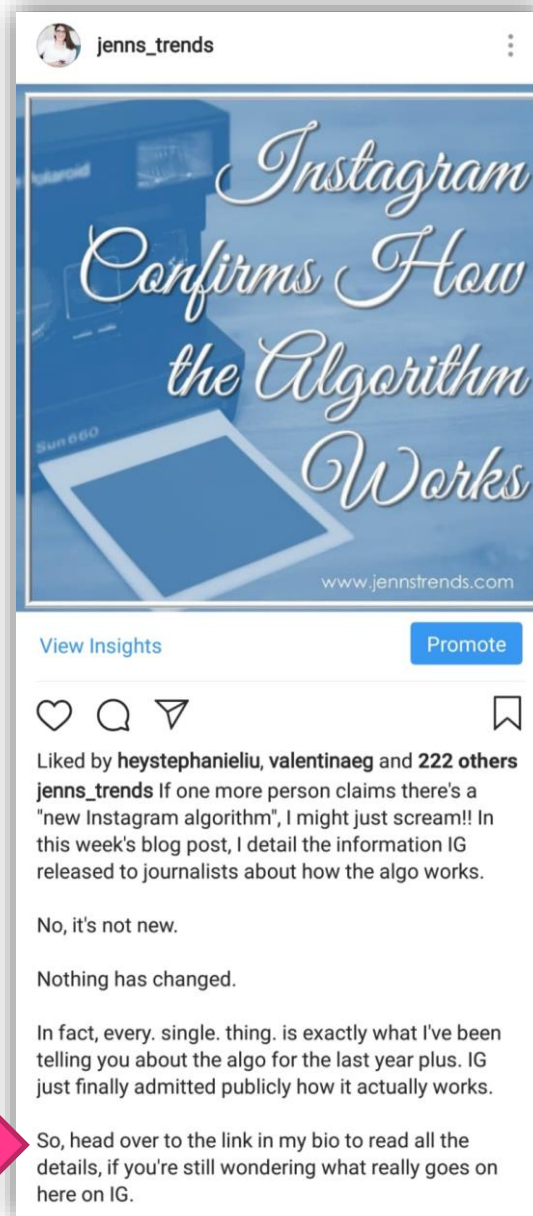 jenns_trends
Polaroid
Instagram
Confirms How
the Algorithm
Works
Sun660
www.jennstrends.com
View Insights
Promote
Liked by heystephanieliu, valentinaeg and 222 others
jenns_trends If one more person claims there's a
"new Instagram algorithm", I might just scream!! In
this week's blog post, I detail the information IG
released to journalists about how the algo works.
No, it's not new.
Nothing has changed.
In fact, every. single. thing. is exactly what I've been
telling you about the algo for the last year plus. IG
just finally admitted publicly how it actually works.
So, head over to the link in my bio to read all the
details, if you're still wondering what really goes on
here on IG.